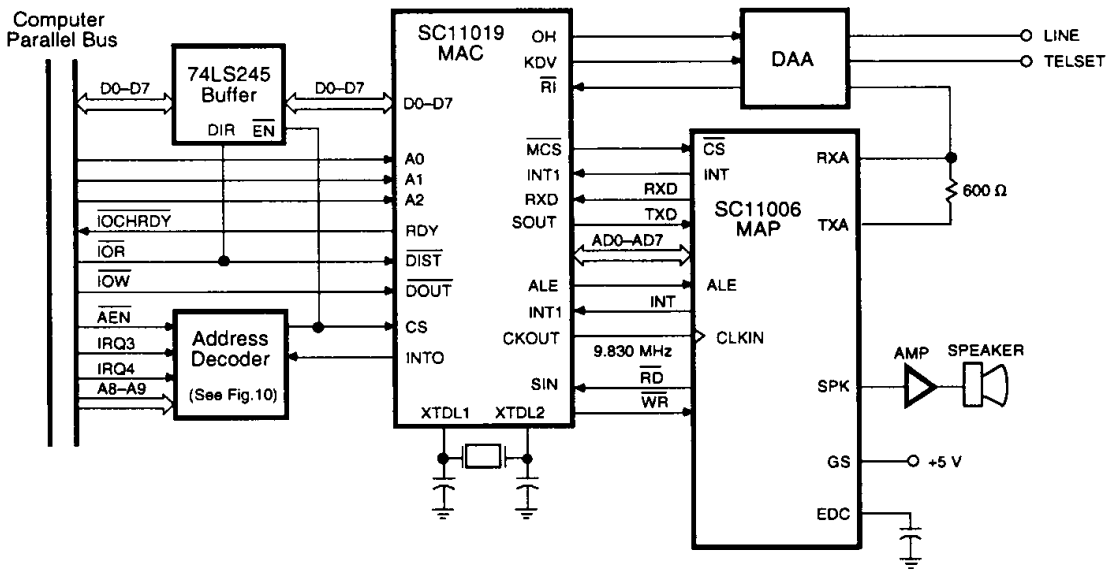 Computer
Parallel Bus
D0–D7
74LS245
Buffer
DIR
EN
D0–D7
SC11019
MAC
D0–D7
A0
A1
A2
IOCHRDY
RDY
IOR
DIST
IOW
DOUT
AEN
IRQ3
IRQ4
A8–A9
Address
Decoder
(See Fig.10)
CS
INTO
XTDL1
XTDL2
OH
KDV
RI
MCS
INT1
RXD
SOUT
ALE
INT1
CKOUT
SIN
RXD
TXD
AD0–AD7
INT
9.830 MHz
RD
WR
DAA
LINE
TELSET
CS
INT
SC11006
MAP
ALE
CLKIN
RXA
TXA
600 Ω
SPK
AMP
SPEAKER
GS
+5 V
EDC